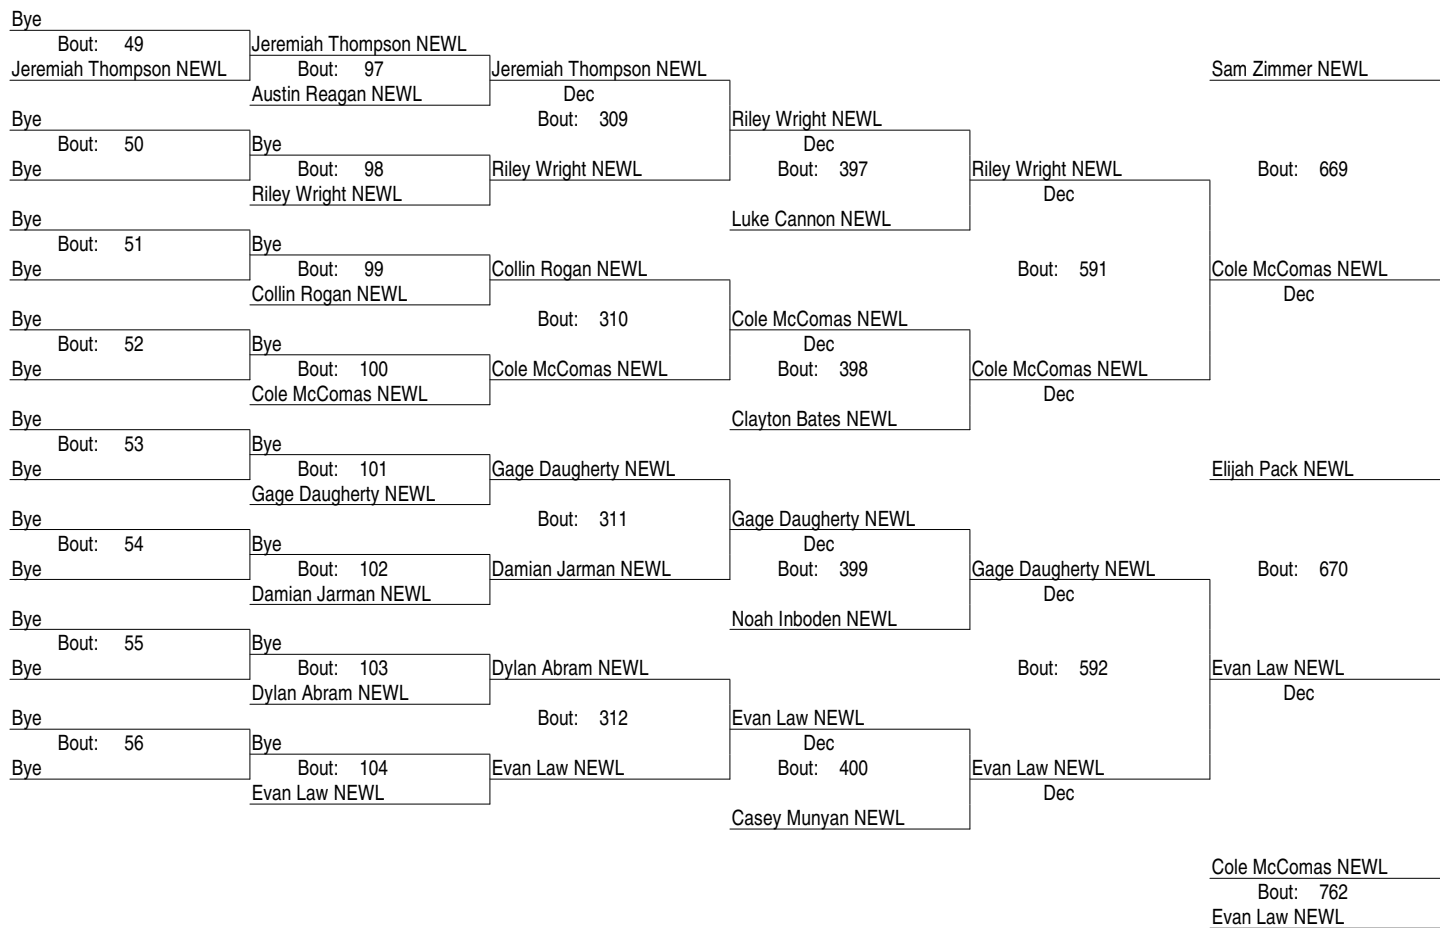 Bye
Bout: 49
Jeremiah Thompson NEWL
Bye
Bout: 50
Bye
Bye
Bout: 51
Bye
Bye
Bout: 52
Bye
Bye
Bout: 53
Bye
Bye
Bout: 54
Bye
Bye
Bout: 55
Bye
Bye
Bout: 56
Bye
Jeremiah Thompson NEWL
Bout: 97
Austin Reagan NEWL
Bye
Bout: 98
Riley Wright NEWL
Bye
Bout: 99
Collin Rogan NEWL
Bye
Bout: 100
Cole McComas NEWL
Bye
Bout: 101
Gage Daugherty NEWL
Bye
Bout: 102
Damian Jarman NEWL
Bye
Bout: 103
Dylan Abram NEWL
Bye
Bout: 104
Evan Law NEWL
Jeremiah Thompson NEWL
Dec
Bout: 309
Riley Wright NEWL
Collin Rogan NEWL
Bout: 310
Cole McComas NEWL
Gage Daugherty NEWL
Bout: 311
Damian Jarman NEWL
Dylan Abram NEWL
Bout: 312
Evan Law NEWL
Riley Wright NEWL
Dec
Bout: 397
Luke Cannon NEWL
Cole McComas NEWL
Dec
Bout: 398
Clayton Bates NEWL
Gage Daugherty NEWL
Dec
Bout: 399
Noah Inboden NEWL
Evan Law NEWL
Dec
Bout: 400
Casey Munyan NEWL
Riley Wright NEWL
Dec
Bout: 591
Cole McComas NEWL
Dec
Gage Daugherty NEWL
Dec
Bout: 592
Evan Law NEWL
Dec
Sam Zimmer NEWL
Bout: 669
Cole McComas NEWL
Dec
Elijah Pack NEWL
Bout: 670
Evan Law NEWL
Dec
Cole McComas NEWL
Bout: 762
Evan Law NEWL